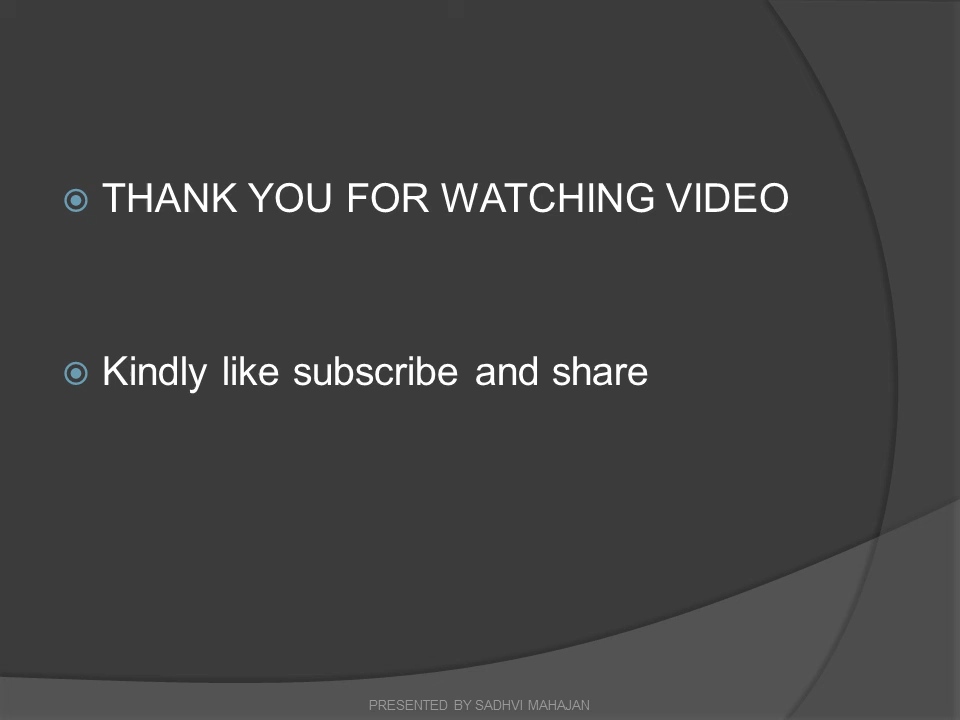 THANK YOU FOR WATCHING VIDEO
Kindly like subscribe and share
PRESENTED BY SADHVI MAHAJAN